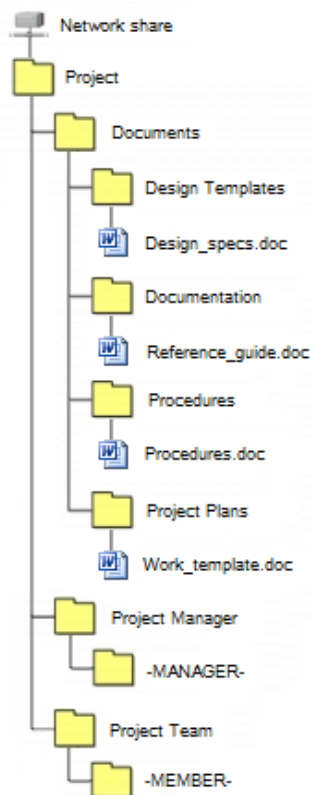 Network share
Project
Documents
Design Templates
Design_specs.doc
Documentation
Reference_guide.doc
Procedures
Procedures.doc
Project Plans
Work_template.doc
Project Manager
-MANAGER-
Project Team
-MEMBER-